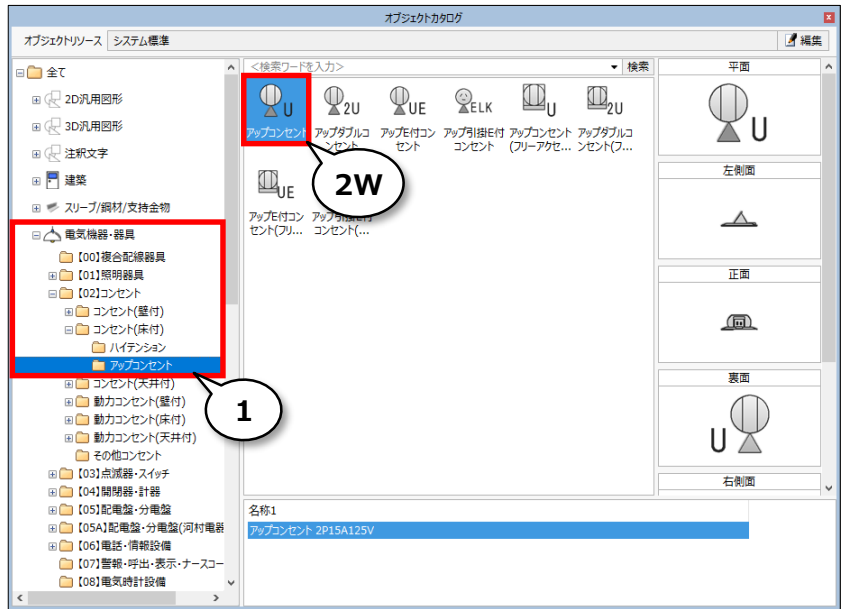 オブジェクトカタログ
オブジェクトリソース システム標準
編集
全て
2D汎用図形
3D汎用図形
注釈文字
建築
スリーブ/鋼材/支持金物
電気機器・器具
【00】複合配線器具
【01】照明器具
【02】コンセント
コンセント(壁付)
コンセント(床付)
ハイテンション
アップコンセント
コンセント(天井付)
動力コンセント(壁付)
動力コンセント(床付)
動力コンセント(天井付)
その他コンセント
【03】点滅器・スイッチ
【04】開閉器・計器
【05】配電盤・分電盤
【05A】配電盤・分電盤(河村電器
【06】電話・情報設備
【07】警報・呼出・表示・ナースコー
【08】電気時計設備
1
<検索ワードを入力>
検索
U
2U
UE
ELK
U
2U
アップコンセント
アップダブルコンセント
アップE付コンセント
アップ引掛E付コンセント
アップコンセント(フリーアクセ...
アップダブルコンセント(フ...
2W
UE
アップE付コンセント(フリ...
アップ引掛E付コンセント(...
名称1
アップコンセント 2P15A125V
平面
U
左側面
正面
裏面
U
右側面